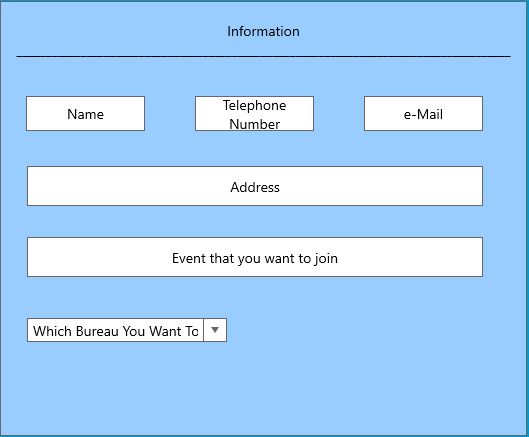 Information
Name
Telephone
Number
e-Mail
Address
Event that you want to join
Which Bureau You Want To